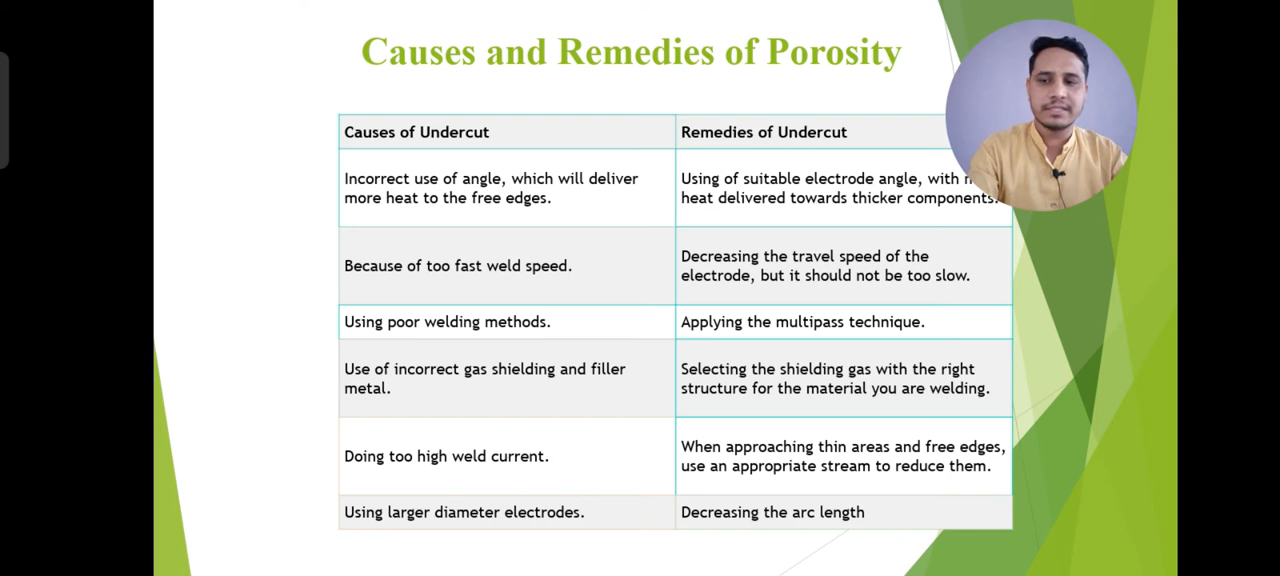 Causes and Remedies of Porosity
Causes of Undercut
Remedies of Undercut
Incorrect use of angle, which will deliver
more heat to the free edges.
Using of suitable electrode angle, with
heat delivered towards thicker components.
Because of too fast weld speed.
Decreasing the travel speed of the
electrode, but it should not be too slow.
Using poor welding methods.
Applying the multipass technique.
Use of incorrect gas shielding and filler
metal.
Selecting the shielding gas with the right
structure for the material you are welding.
Doing too high weld current.
When approaching thin areas and free edges,
use an appropriate stream to reduce them.
Using larger diameter electrodes.
Decreasing the arc length